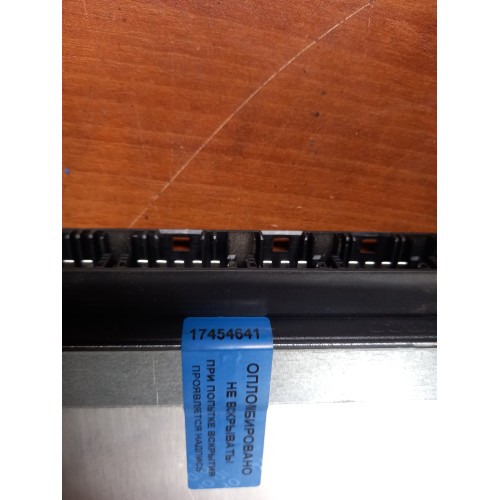 17454641
ОПЛОМБИРОВАНО
НЕ ВСКРЫВАТЬ!
ПРИ ПОПЫТКЕ ВСКРЫТИЯ
ПРОЯВЛЯЕТСЯ НАДПИСЬ